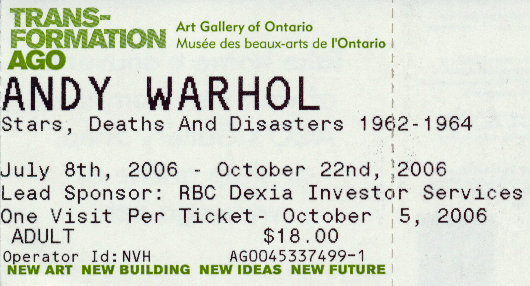 TRANS-
FORMATION
AGO
Art Gallery of Ontario
Musée des beaux-arts de l'Ontario
ANDY WARHOL
Stars, Deaths And Disasters 1962-1964
July 8th, 2006 - October 22nd, 2006
Lead Sponsor: RBC Dexia Investor Services
One Visit Per Ticket- October 5, 2006
ADULT $18.00
Operator Id:NVH AGO045337499-1
NEW ART NEW BUILDING NEW IDEAS NEW FUTURE